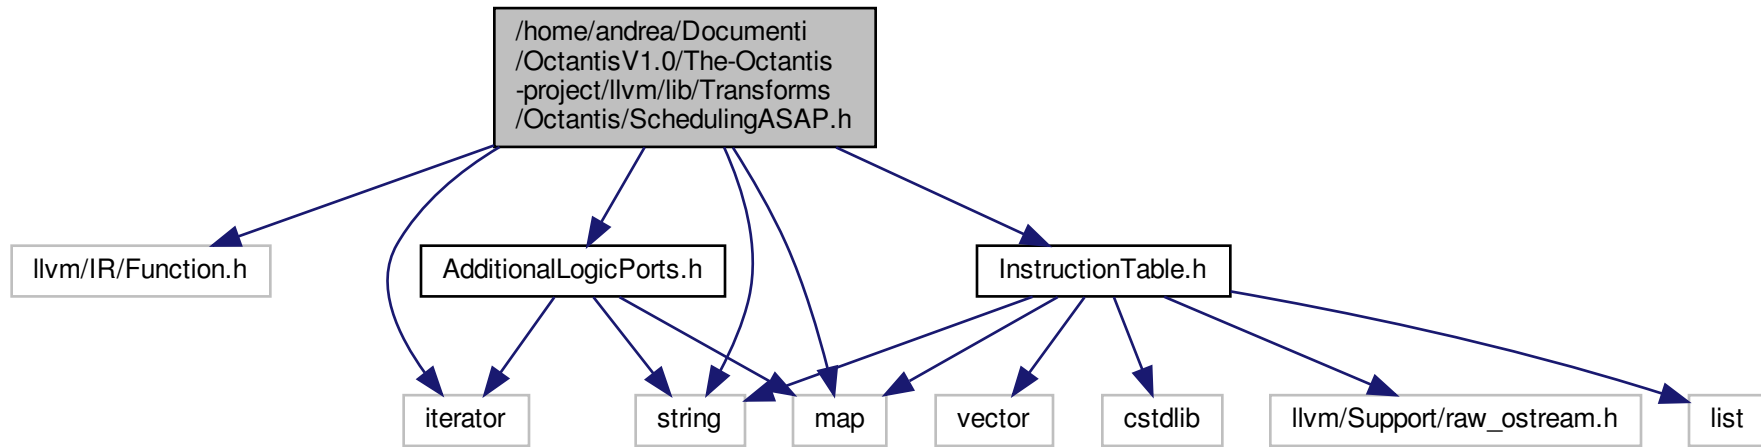 /home/andrea/Documenti
/OctantisV1.0/The-Octantis
-project/llvm/lib/Transforms
/Octantis/SchedulingASAP.h
llvm/IR/Function.h
AdditionalLogicPorts.h
InstructionTable.h
iterator
string
map
vector
cstdlib
llvm/Support/raw_ostream.h
list